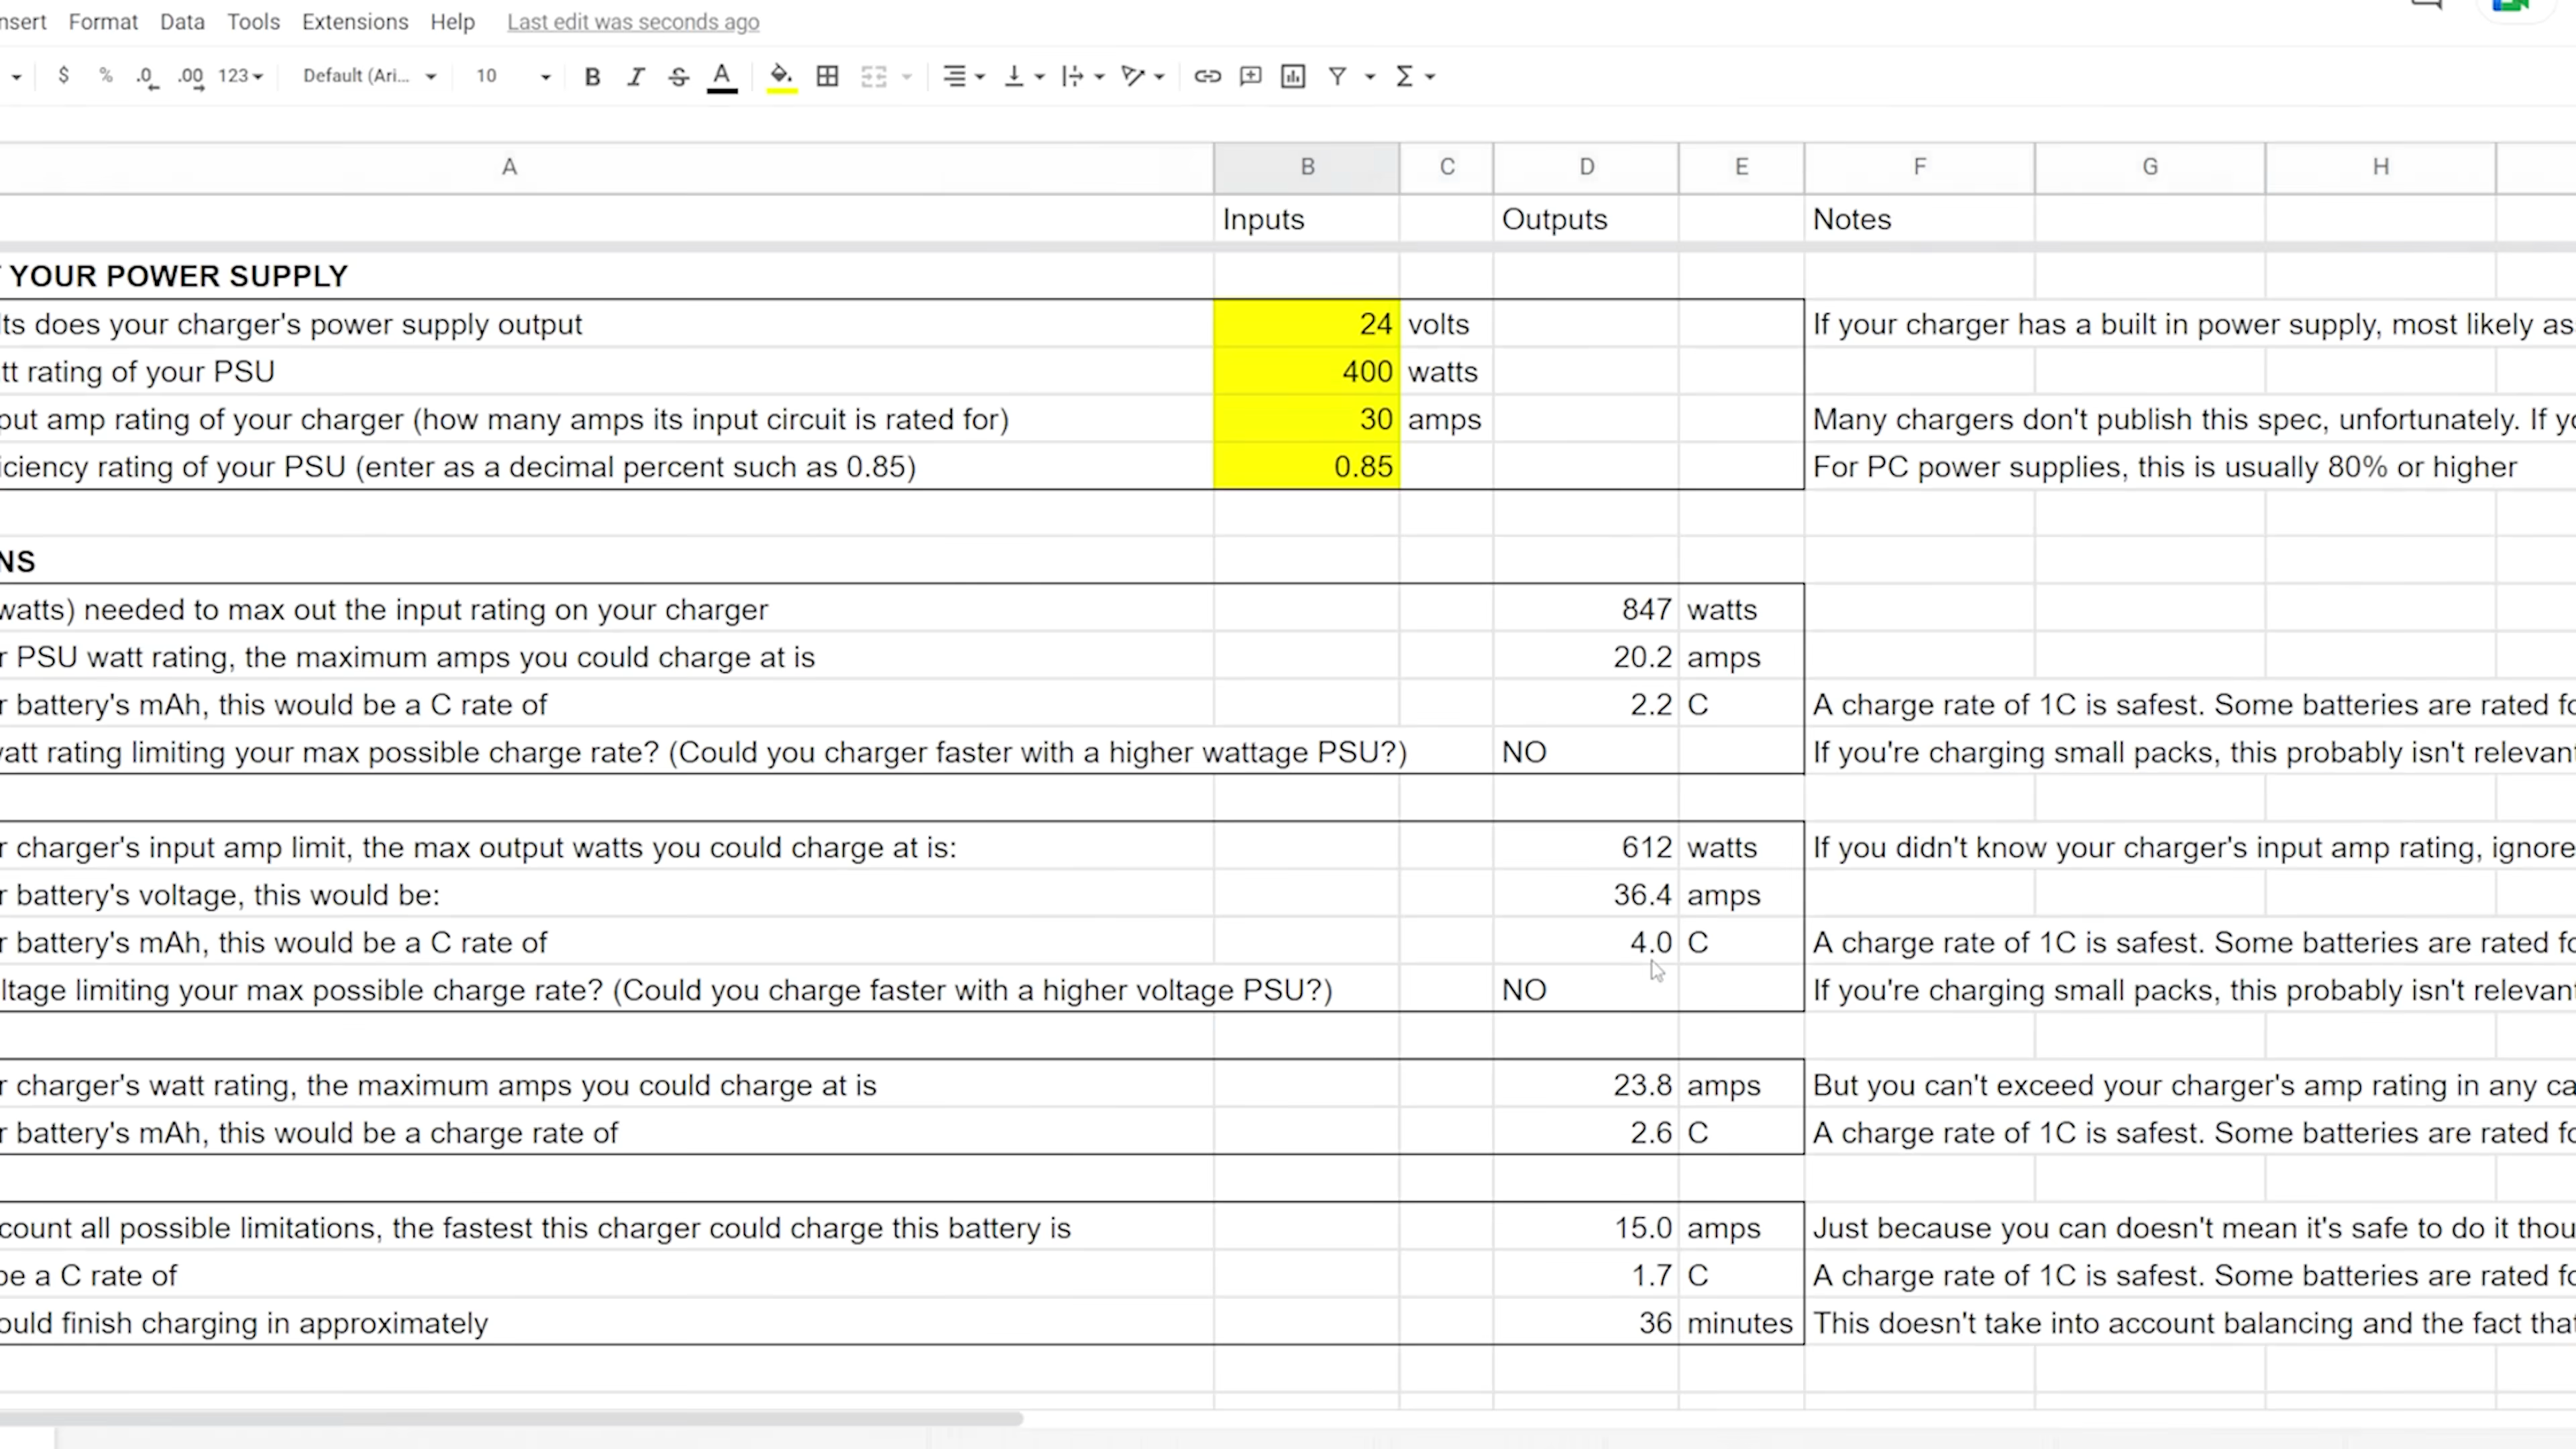 nsert Format Data Tools Extensions Help Last edit was seconds ago
$ % .0 .00 123 Default (Ari... 10 B I S A
A B C D E F G H
Inputs Outputs Notes
YOUR POWER SUPPLY
lts does your charger's power supply output 24 volts If your charger has a built in power supply, most likely as
tt rating of your PSU 400 watts
put amp rating of your charger (how many amps its input circuit is rated for) 30 amps Many chargers don't publish this spec, unfortunately. If yo
iciency rating of your PSU (enter as a decimal percent such as 0.85) 0.85 For PC power supplies, this is usually 80% or higher
NS
watts) needed to max out the input rating on your charger 847 watts
r PSU watt rating, the maximum amps you could charge at is 20.2 amps
r battery's mAh, this would be a C rate of 2.2 C A charge rate of 1C is safest. Some batteries are rated fo
watt rating limiting your max possible charge rate? (Could you charger faster with a higher wattage PSU?) NO If you're charging small packs, this probably isn't relevant
r charger's input amp limit, the max output watts you could charge at is: 612 watts If you didn't know your charger's input amp rating, ignore
r battery's voltage, this would be: 36.4 amps
r battery's mAh, this would be a C rate of 4.0 C A charge rate of 1C is safest. Some batteries are rated fo
ltage limiting your max possible charge rate? (Could you charge faster with a higher voltage PSU?) NO If you're charging small packs, this probably isn't relevant
r charger's watt rating, the maximum amps you could charge at is 23.8 amps But you can't exceed your charger's amp rating in any ca
r battery's mAh, this would be a charge rate of 2.6 C A charge rate of 1C is safest. Some batteries are rated fo
count all possible limitations, the fastest this charger could charge this battery is 15.0 amps Just because you can doesn't mean it's safe to do it thou
be a C rate of 1.7 C A charge rate of 1C is safest. Some batteries are rated fo
ould finish charging in approximately 36 minutes This doesn't take into account balancing and the fact that